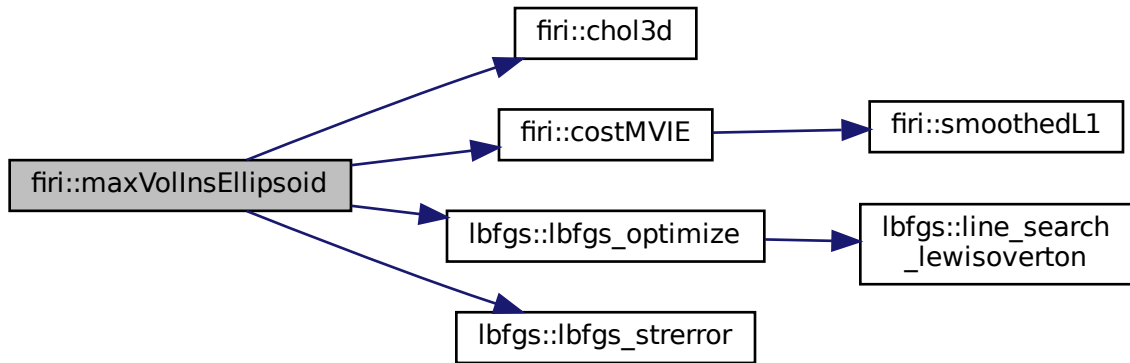 firi::chol3d
firi::costMVIE
firi::smoothedL1
firi::maxVolInsEllipsoid
lbfgs::lbfgs_optimize
lbfgs::line_search
_lewisoverton
lbfgs::lbfgs_strerror